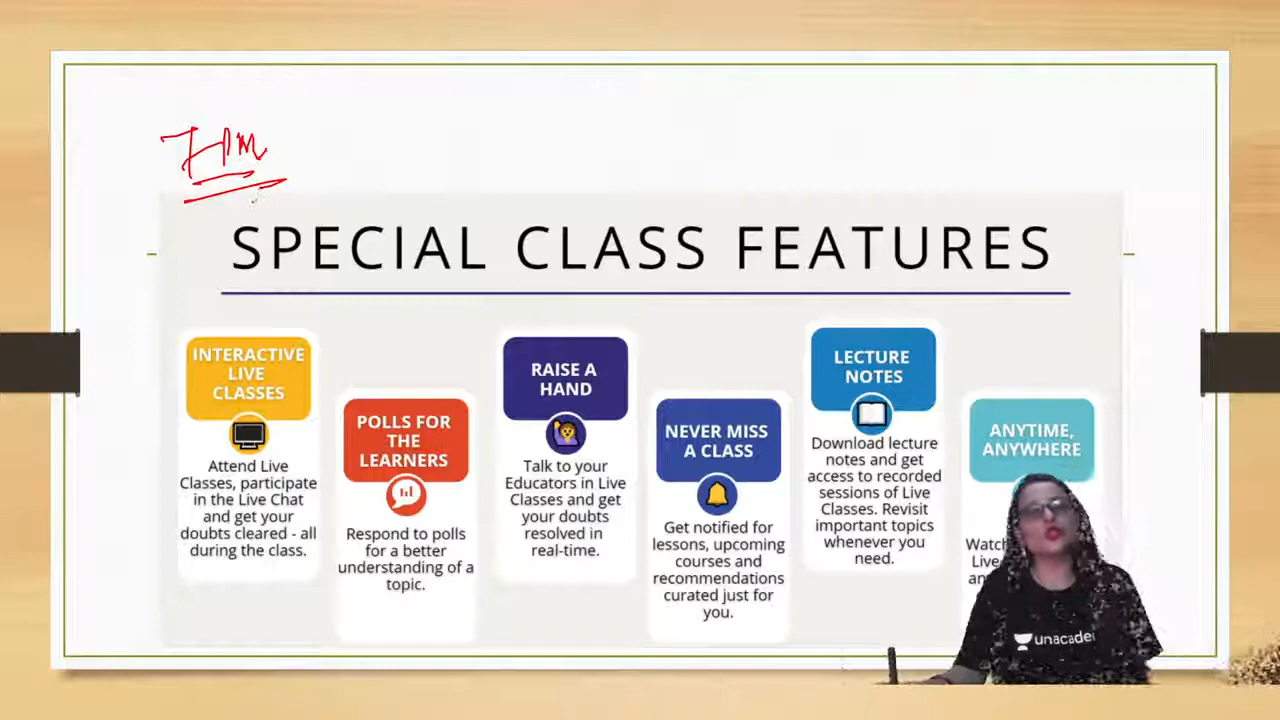 SPECIAL CLASS FEATURES
INTERACTIVE
LIVE
CLASSES
Attend Live
Classes, participate
in the Live Chat
and get your
doubts cleared - all
during the class.
POLLS FOR
THE
LEARNERS
Respond to polls
for a better
understanding of a
topic.
RAISE A
HAND
Talk to your
Educators in Live
Classes and get
your doubts
resolved in
real-time.
NEVER MISS
A CLASS
Get notified for
lessons, upcoming
courses and
recommendations
curated just for
you.
LECTURE
NOTES
Download lecture
notes and get
access to recorded
sessions of Live
Classes. Revisit
important topics
whenever you
need.
ANYTIME,
ANYWHERE
Live